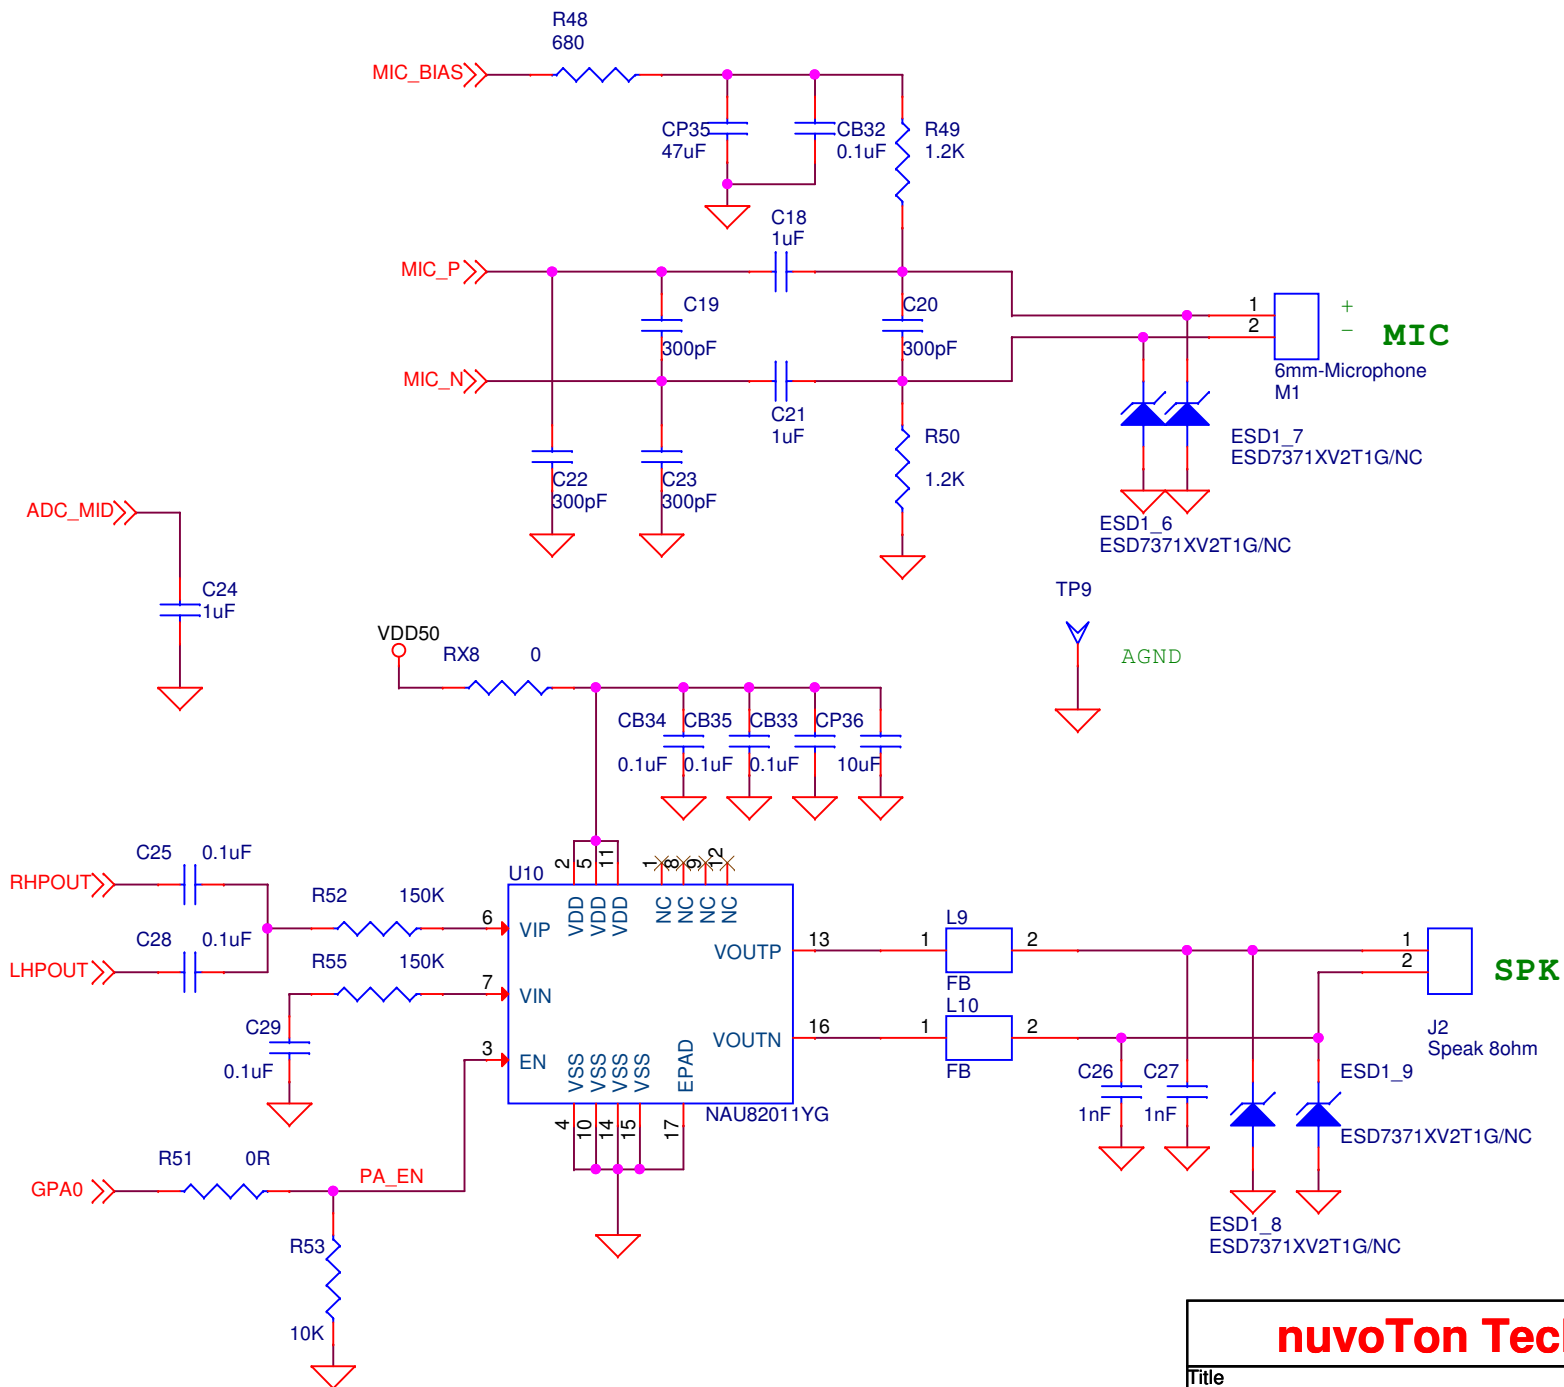 R48
680
MIC_BIAS
CP35
47uF
CB32
0.1uF
R49
1.2K
C18
1uF
MIC_P
C19
300pF
C20
300pF
1
2
+
−
MIC
6mm-Microphone
M1
MIC_N
C21
1uF
R50
1.2K
ESD1_7
ESD7371XV2T1G/NC
C22
300pF
C23
300pF
ADC_MID
ESD1_6
ESD7371XV2T1G/NC
C24
1uF
TP9
AGND
VDD50
RX8
0
CB34
0.1uF
CB35
0.1uF
CB33
0.1uF
CP36
10uF
C25
0.1uF
RHPOUT
C28
0.1uF
LHPOUT
R52
150K
R55
150K
C29
0.1uF
U10
2
5
11
1
8
9
12
VDD
VDD
VDD
NC
NC
NC
NC
6
VIP
7
VIN
3
EN
VOUTP
13
VOUTN
16
VSS
VSS
VSS
VSS
EPAD
4
10
14
15
17
NAU82011YG
L9
1
2
FB
L10
1
2
FB
1
2
SPK
J2
Speak 8ohm
C26
1nF
C27
1nF
ESD1_9
ESD7371XV2T1G/NC
ESD1_8
ESD7371XV2T1G/NC
R51
0R
GPA0
PA_EN
R53
10K
nuvoTon Tec
Title